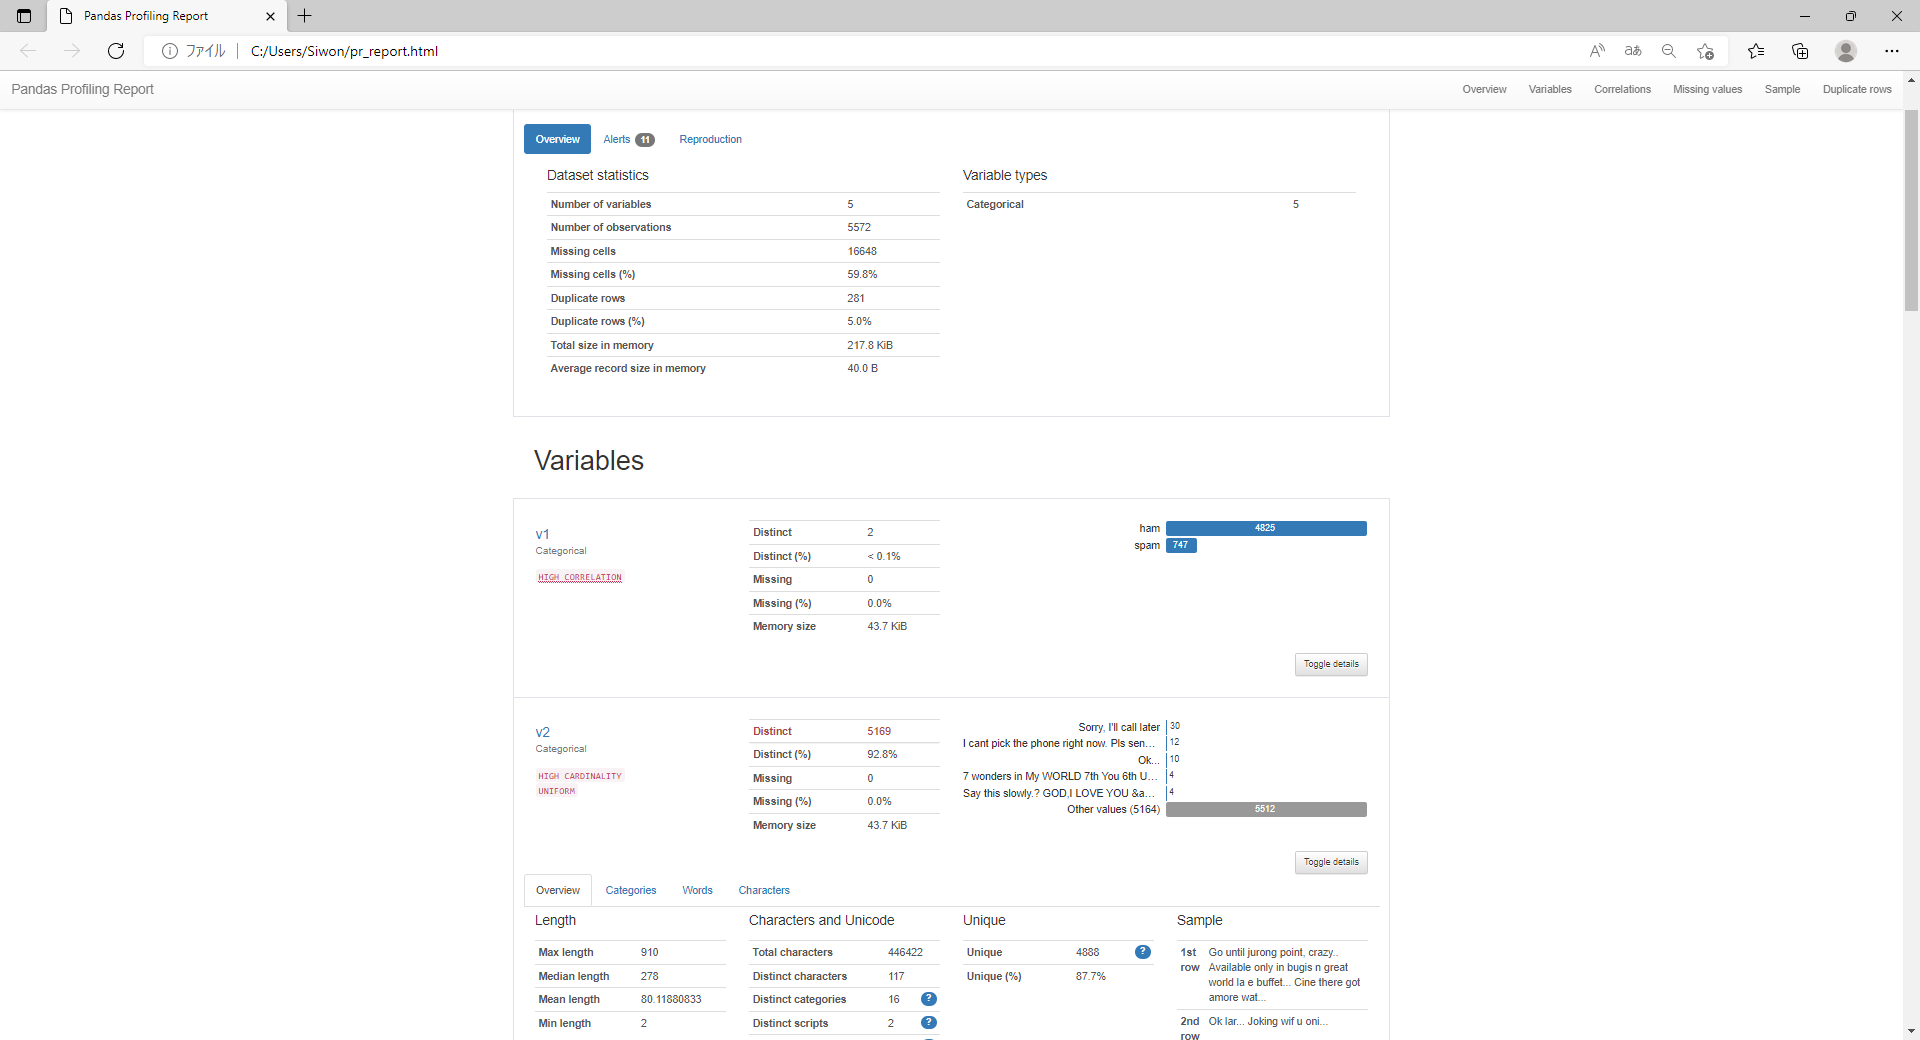 Pandas Profiling Report
ファイル C:/Users/Siwon/pr_report.html
Pandas Profiling Report Overview Variables Correlations Missing values Sample Duplicate rows
Overview Alerts 11 Reproduction
Dataset statistics
Number of variables 5
Number of observations 5572
Missing cells 16648
Missing cells (%) 59.8%
Duplicate rows 281
Duplicate rows (%) 5.0%
Total size in memory 217.8 KiB
Average record size in memory 40.0 B
Variable types
Categorical 5
Variables
v1
Categorical
HIGH CORRELATION
Distinct 2
Distinct (%) < 0.1%
Missing 0
Missing (%) 0.0%
Memory size 43.7 KiB
ham 4825
spam 747
Toggle details
v2
Categorical
HIGH CARDINALITY
UNIFORM
Distinct 5169
Distinct (%) 92.8%
Missing 0
Missing (%) 0.0%
Memory size 43.7 KiB
Sorry, I'll call later 30
I cant pick the phone right now. Pls sen... 12
Ok... 10
7 wonders in My WORLD 7th You 6th U... 4
Say this slowly.? GOD,I LOVE YOU &a... 4
Other values (5164) 5512
Toggle details
Overview Categories Words Characters
Length
Max length 910
Median length 278
Mean length 80.11880833
Min length 2
Characters and Unicode
Total characters 446422
Distinct characters 117
Distinct categories 16 ?
Distinct scripts 2 ?
Unique
Unique 4888 ?
Unique (%) 87.7%
Sample
1st row Go until jurong point, crazy..
Available only in bugis n great
world la e buffet... Cine there got
amore wat...
2nd row Ok lar... Joking wif u oni...